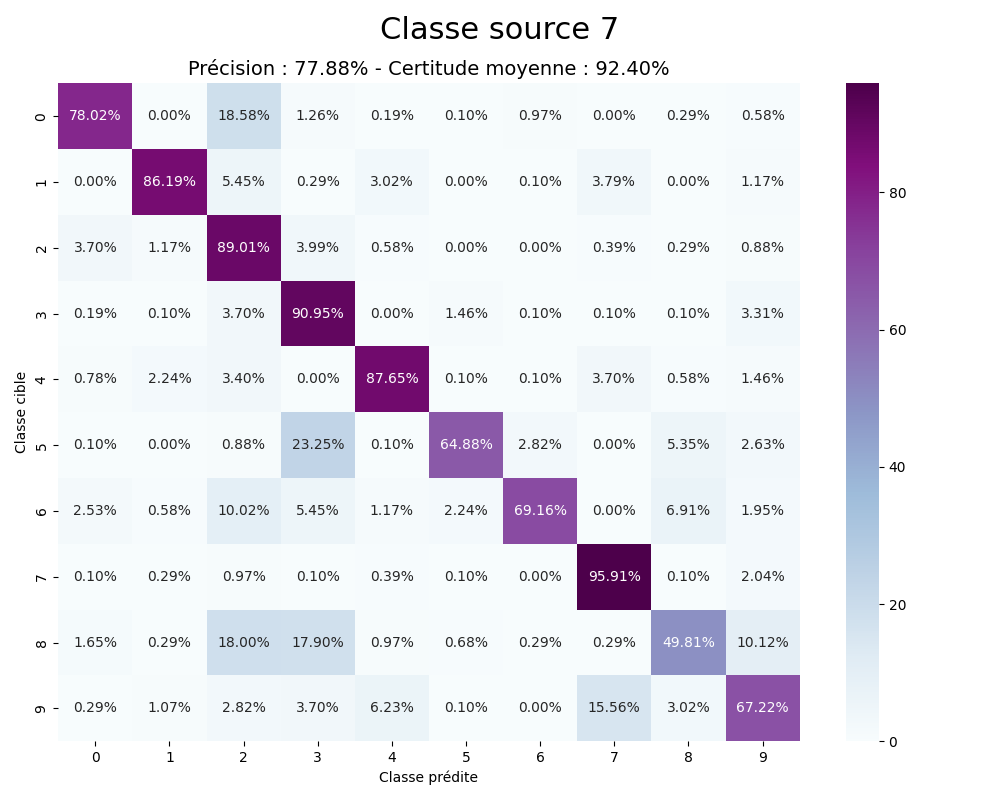 Classe source 7
Précision : 77.88% - Certitude moyenne : 92.40%
0 78.02% 0.00% 18.58% 1.26% 0.19% 0.10% 0.97% 0.00% 0.29% 0.58%
1 0.00% 86.19% 5.45% 0.29% 3.02% 0.00% 0.10% 3.79% 0.00% 1.17%
80
2 3.70% 1.17% 89.01% 3.99% 0.58% 0.00% 0.00% 0.39% 0.29% 0.88%
3 0.19% 0.10% 3.70% 90.95% 0.00% 1.46% 0.10% 0.10% 0.10% 3.31%
60
4 0.78% 2.24% 3.40% 0.00% 87.65% 0.10% 0.10% 3.70% 0.58% 1.46%
Classe cible
5 0.10% 0.00% 0.88% 23.25% 0.10% 64.88% 2.82% 0.00% 5.35% 2.63%
40
6 2.53% 0.58% 10.02% 5.45% 1.17% 2.24% 69.16% 0.00% 6.91% 1.95%
7 0.10% 0.29% 0.97% 0.10% 0.39% 0.10% 0.00% 95.91% 0.10% 2.04%
20
8 1.65% 0.29% 18.00% 17.90% 0.97% 0.68% 0.29% 0.29% 49.81% 10.12%
9 0.29% 1.07% 2.82% 3.70% 6.23% 0.10% 0.00% 15.56% 3.02% 67.22%
0
0 1 2 3 4 5 6 7 8 9
Classe prédite